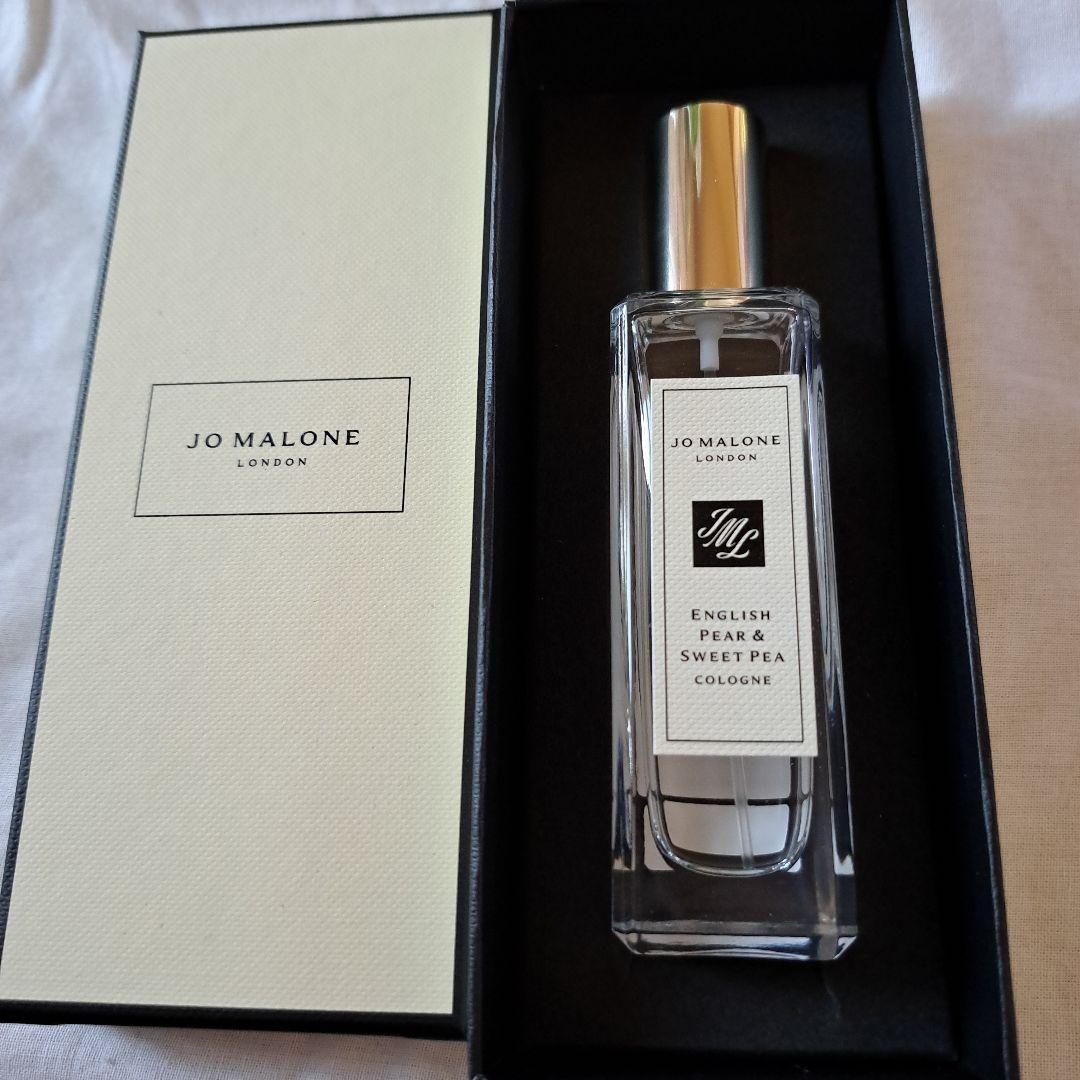 JO MALONE
LONDON
JO MALONE
LONDON
JML
ENGLISH
PEAR &
SWEET PEA
COLOGNE